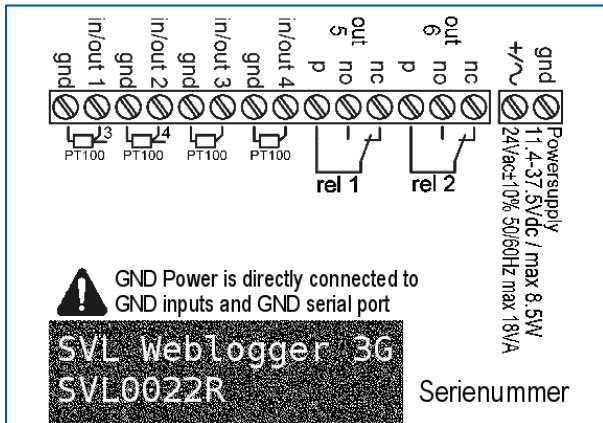 gnd in/out 1 gnd in/out 2 gnd in/out 3 gnd in/out 4 out 5 p no nc out 6 p no nc +/~ gnd
3 4
PT100 PT100 PT100 PT100
rel 1 rel 2
Powersupply
11.4-37.5Vdc / max 8.5W
24Vac±10% 50/60Hz max 18VA
GND Power is directly connected to
GND inputs and GND serial port
SVL Weblogger 3G
SVL0022R
Serienummer